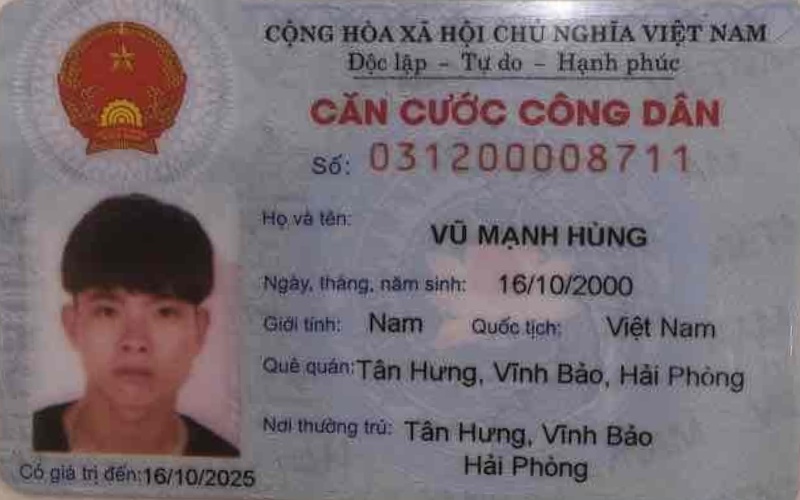 CỘNG HÒA XÃ HỘI CHỦ NGHĨA VIỆT NAM
Độc lập - Tự do - Hạnh phúc
CĂN CƯỚC CÔNG DÂN
Số: 031200008711
Họ và tên: VŨ MẠNH HÙNG
Ngày, tháng, năm sinh: 16/10/2000
Giới tính: Nam Quốc tịch: Việt Nam
Quê quán: Tân Hưng, Vĩnh Bảo, Hải Phòng
Nơi thường trú: Tân Hưng, Vĩnh Bảo
Hải Phòng
Có giá trị đến: 16/10/2025